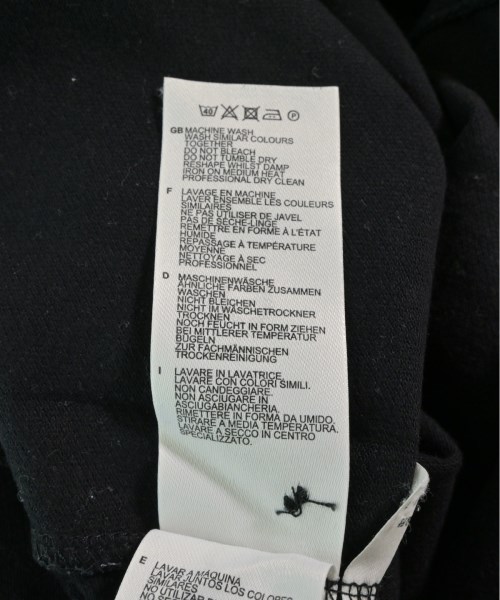 40 P
GB MACHINE WASH
WASH SIMILAR COLOURS
TOGETHER
DO NOT BLEACH
DO NOT TUMBLE DRY
RESHAPE WHILST DAMP
IRON ON MEDIUM HEAT
PROFESSIONAL DRY CLEAN
F LAVAGE EN MACHINE
LAVER ENSEMBLE LES COULEURS
SIMILAIRES
NE PAS UTILISER DE JAVEL
PAS DE SÈCHE-LINGE
REMETTRE EN FORME À L'ÉTAT
HUMIDE
REPASSAGE À TEMPÉRATURE
MOYENNE
NETTOYAGE À SEC
PROFESSIONNEL
D MASCHINENWÄSCHE
ÄHNLICHE FARBEN ZUSAMMEN
WASCHEN
NICHT BLEICHEN
NICHT IM WÄSCHETROCKNER
TROCKNEN
NOCH FEUCHT IN FORM ZIEHEN
BEI MITTLERER TEMPERATUR
BÜGELN
ZUR FACHMÄNNISCHEN
TROCKENREINIGUNG
I LAVARE IN LAVATRICE.
LAVARE CON COLORI SIMILI.
NON CANDEGGIARE.
NON ASCIUGARE IN
ASCIUGABIANCHERIA.
RIMETTERE IN FORMA DA UMIDO.
STIRARE A MEDIA TEMPERATURA.
LAVARE A SECCO IN CENTRO
SPECIALIZZATO.
E LAVAR A MÁQUINA
LAVAR JUNTOS LOS COLORES
SIMILARES
NO UTILIZAR